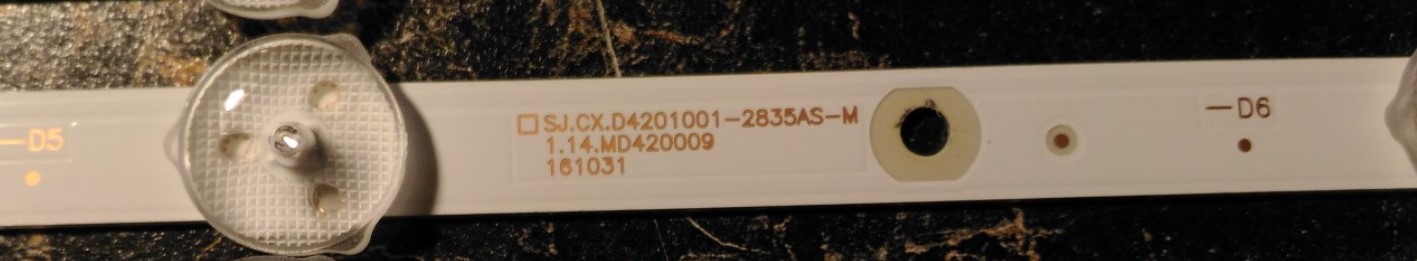 D5
SJ.CX.D4201001-2835AS-M
1.14.MD420009
161031
D6